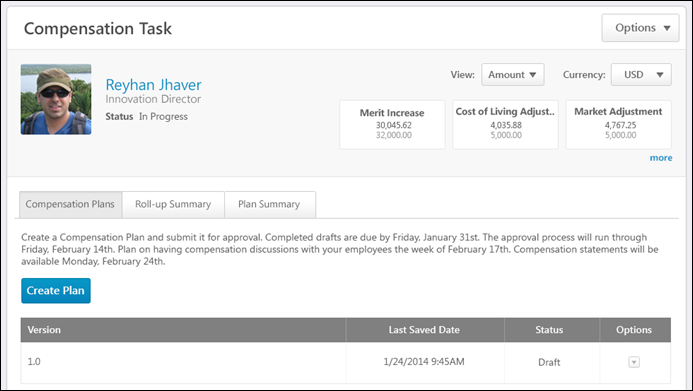 Compensation Task
Options
Reyhan Jhaver
Innovation Director
Status In Progress
View: Amount Currency: USD
Merit Increase
30,045.62
32,000.00
Cost of Living Adjust..
4,035.88
5,000.00
Market Adjustment
4,767.25
5,000.00
more
Compensation Plans Roll-up Summary Plan Summary
Create a Compensation Plan and submit it for approval. Completed drafts are due by Friday, January 31st. The approval process will run through
Friday, February 14th. Plan on having compensation discussions with your employees the week of February 17th. Compensation statements will be
available Monday, February 24th.
Create Plan
Version Last Saved Date Status Options
1.0 1/24/2014 9:45AM Draft